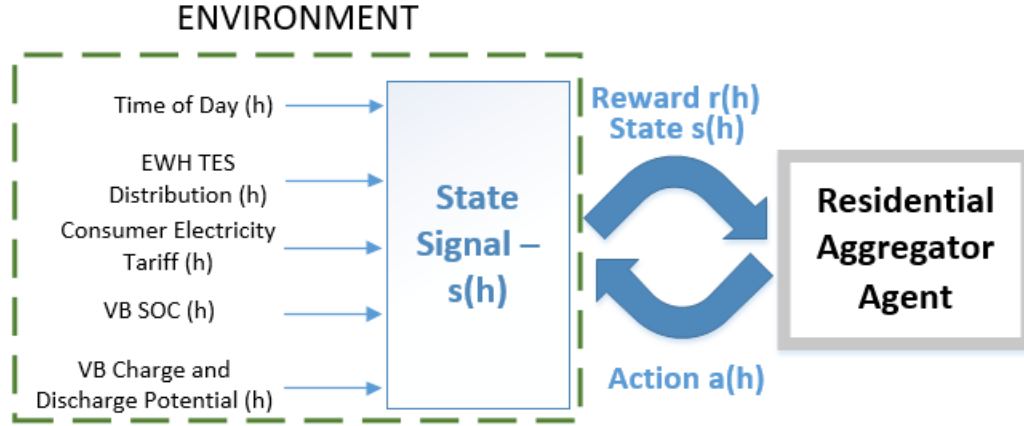 ENVIRONMENT
Time of Day (h)
EWH TES
Distribution (h)
Consumer Electricity
Tariff (h)
VB SOC (h)
VB Charge and
Discharge Potential (h)
State
Signal –
s(h)
Reward r(h)
State s(h)
Action a(h)
Residential
Aggregator
Agent